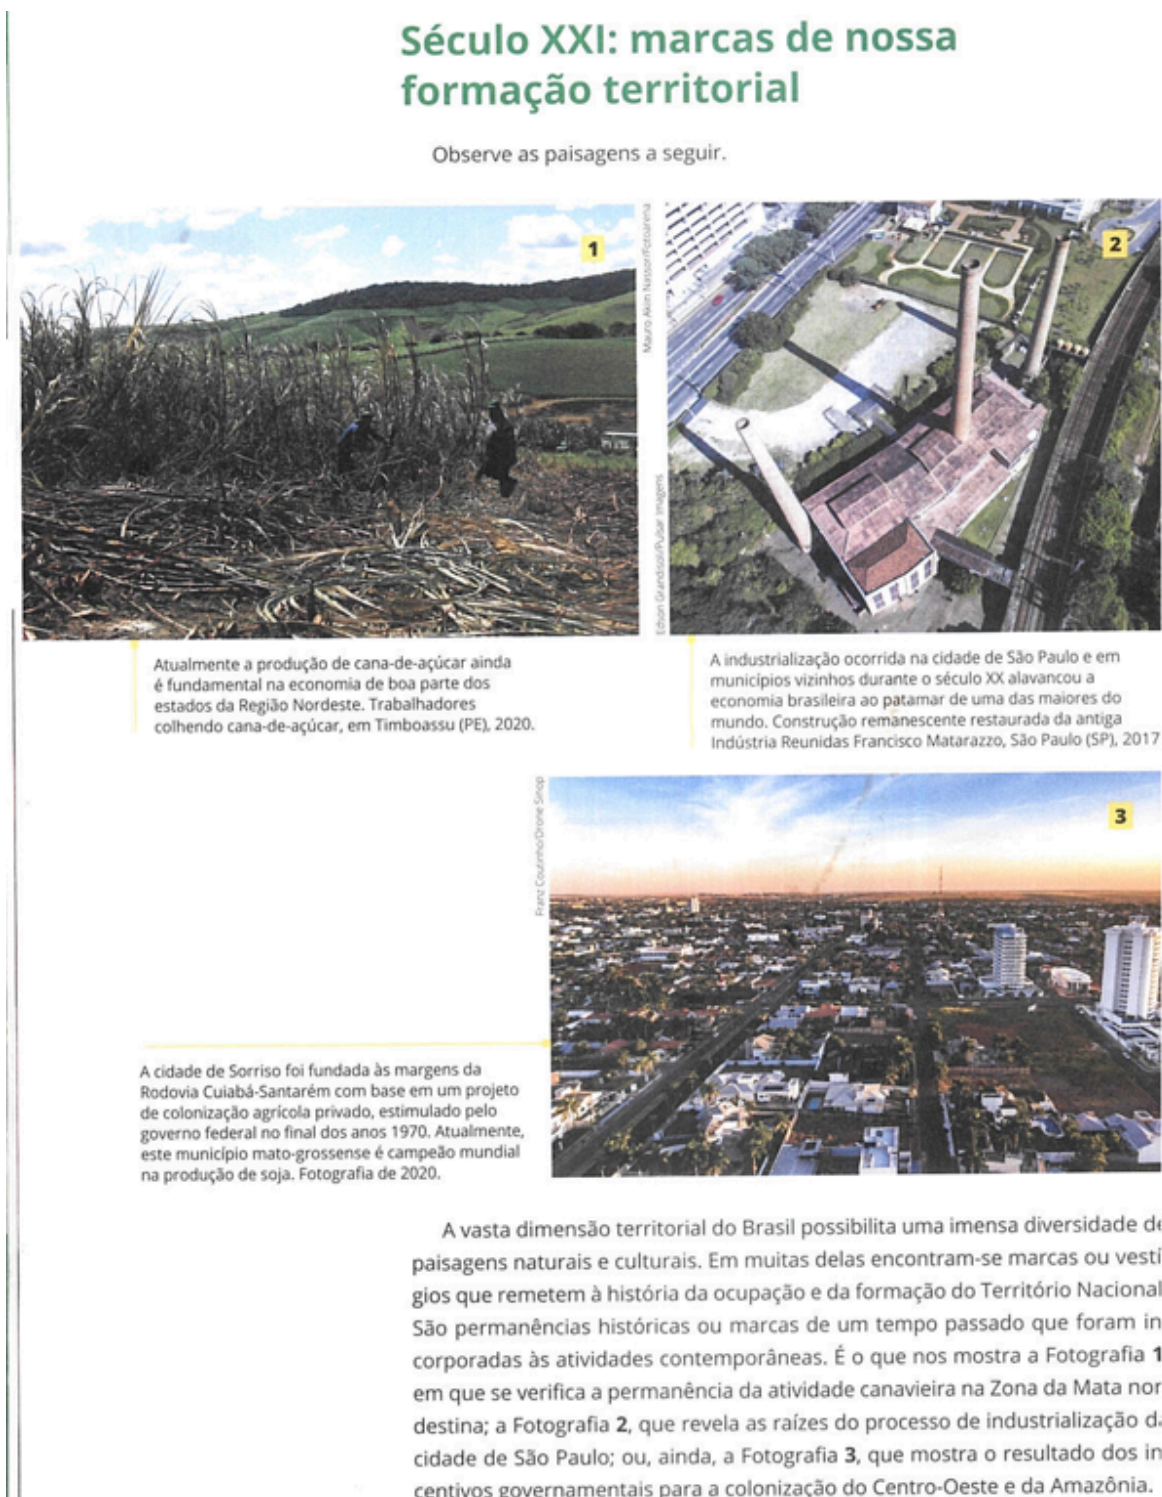 Século XXI: marcas de nossa
formação territorial
Observe as paisagens a seguir.
1
Mauro Akiin Nassor/Fotoarena
2
Edson Grandisoli/Pulsar Imagens
Atualmente a produção de cana-de-açúcar ainda
é fundamental na economia de boa parte dos
estados da Região Nordeste. Trabalhadores
colhendo cana-de-açúcar, em Timboassu (PE), 2020.
A industrialização ocorrida na cidade de São Paulo e em
municípios vizinhos durante o século XX alavancou a
economia brasileira ao patamar de uma das maiores do
mundo. Construção remanescente restaurada da antiga
Indústria Reunidas Francisco Matarazzo, São Paulo (SP), 2017
Franz Coutinho/Drone Sinop
3
A cidade de Sorriso foi fundada às margens da
Rodovia Cuiabá-Santarém com base em um projeto
de colonização agrícola privado, estimulado pelo
governo federal no final dos anos 1970. Atualmente,
este município mato-grossense é campeão mundial
na produção de soja. Fotografia de 2020.
A vasta dimensão territorial do Brasil possibilita uma imensa diversidade de
paisagens naturais e culturais. Em muitas delas encontram-se marcas ou vestí
gios que remetem à história da ocupação e da formação do Território Nacional
São permanências históricas ou marcas de um tempo passado que foram in
corporadas às atividades contemporâneas. É o que nos mostra a Fotografia 1
em que se verifica a permanência da atividade canavieira na Zona da Mata nor
destina; a Fotografia 2, que revela as raízes do processo de industrialização d
cidade de São Paulo; ou, ainda, a Fotografia 3, que mostra o resultado dos in
centivos governamentais para a colonização do Centro-Oeste e da Amazônia.